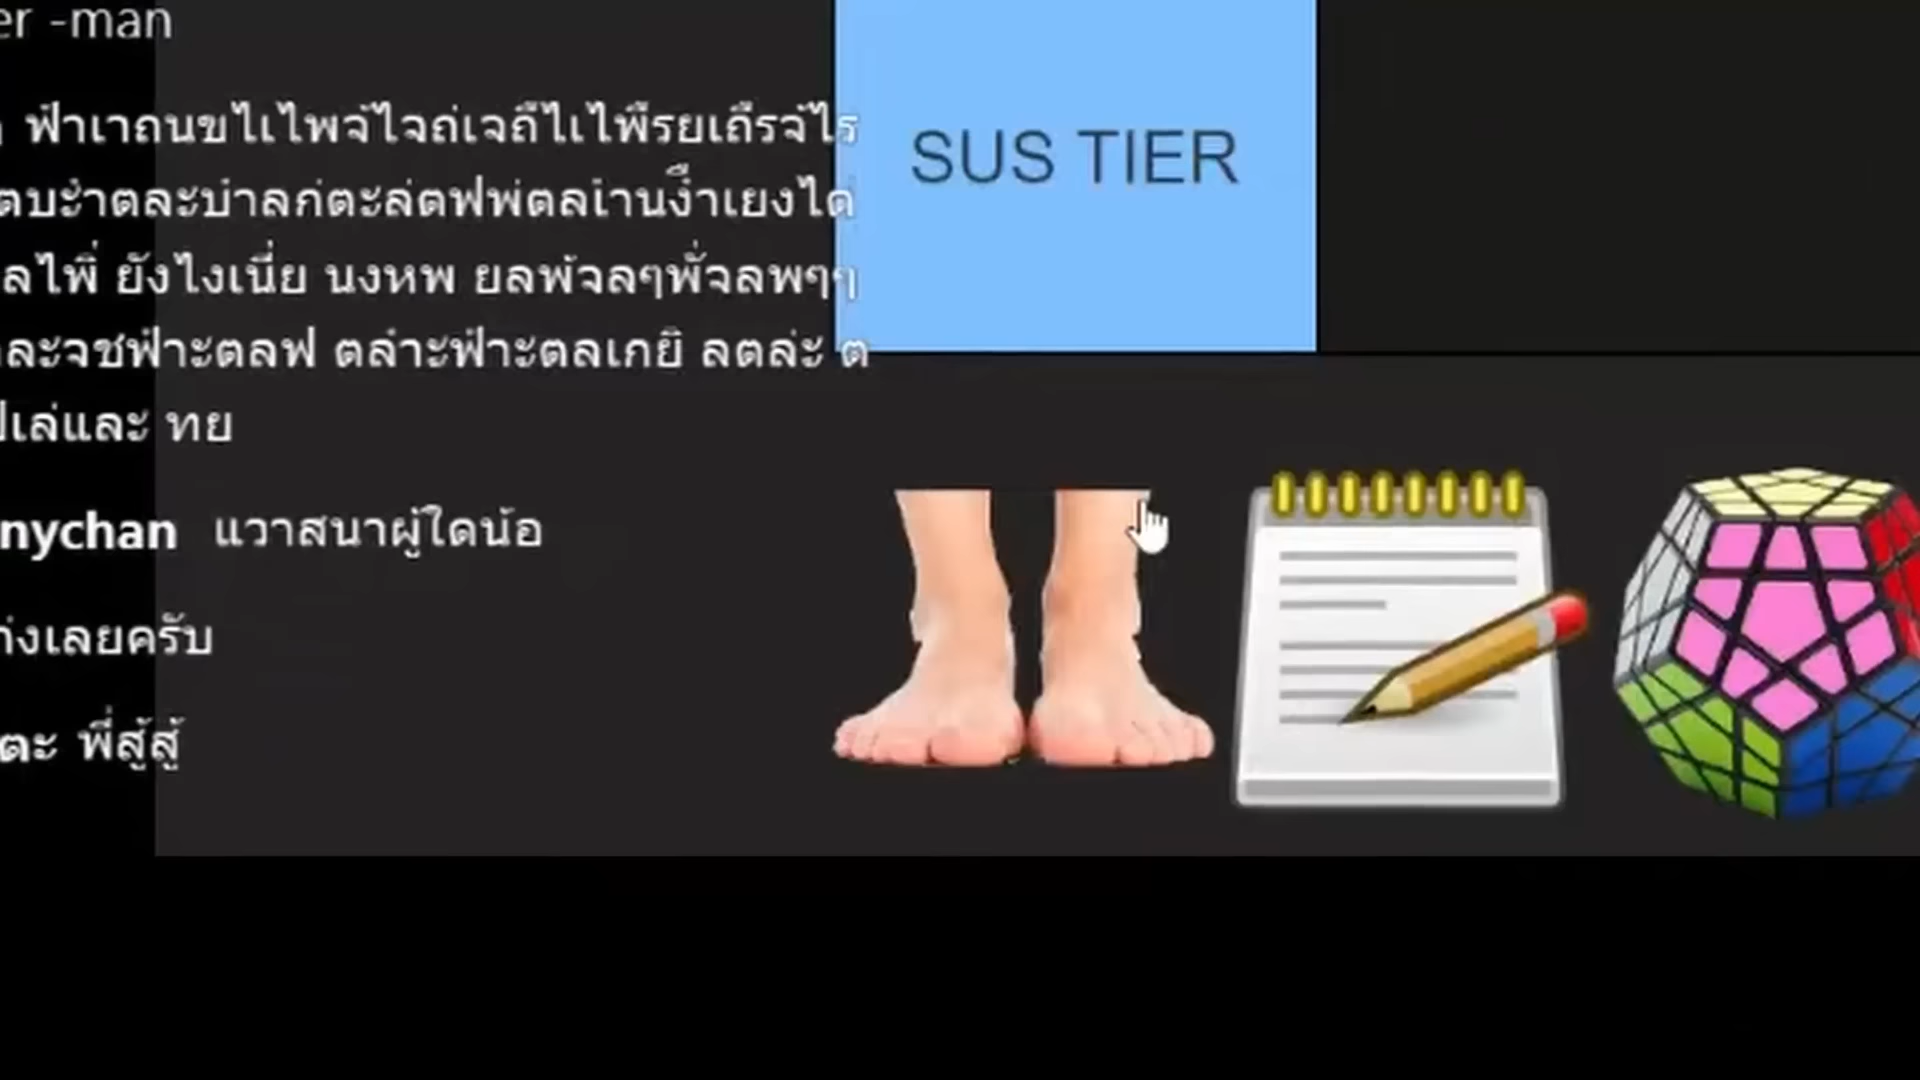 er -man
ฟ้าเาถนขไเไพจัไจถ่เจถืไเไพืรยเถืรจัไร
ตบะำตละบ่าลก่ตะล่ตฟพ่ตลเ่านง้ืาเยงได่
ลไพิ่ ยังไงเนี่ย นงหพ ยลพ้จลๆพั่จลพๆๆ
ละจชฟ้าะตลฟ ตลำะฟ้าะตลเกยิ ลตล่ะ ต
เล่และ ทย
SUS TIER
nychan แวาสนาผู้ใดน้อ
ก่งเลยครับ
ตะ พี่สู้สู้